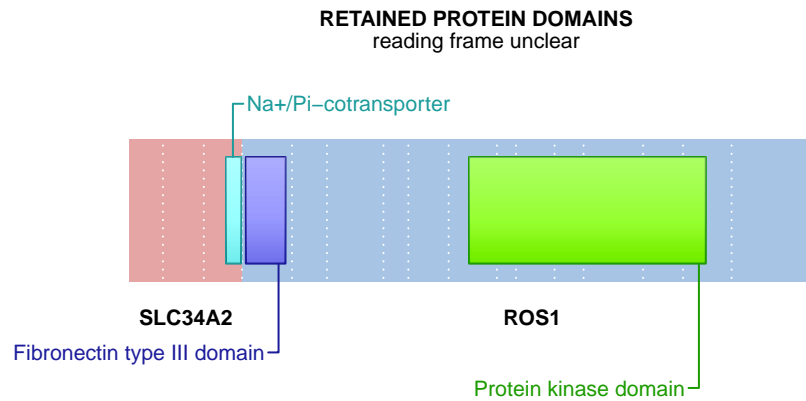 RETAINED PROTEIN DOMAINS
reading frame unclear
Na+/Pi−cotransporter
SLC34A2
ROS1
Fibronectin type III domain
Protein kinase domain